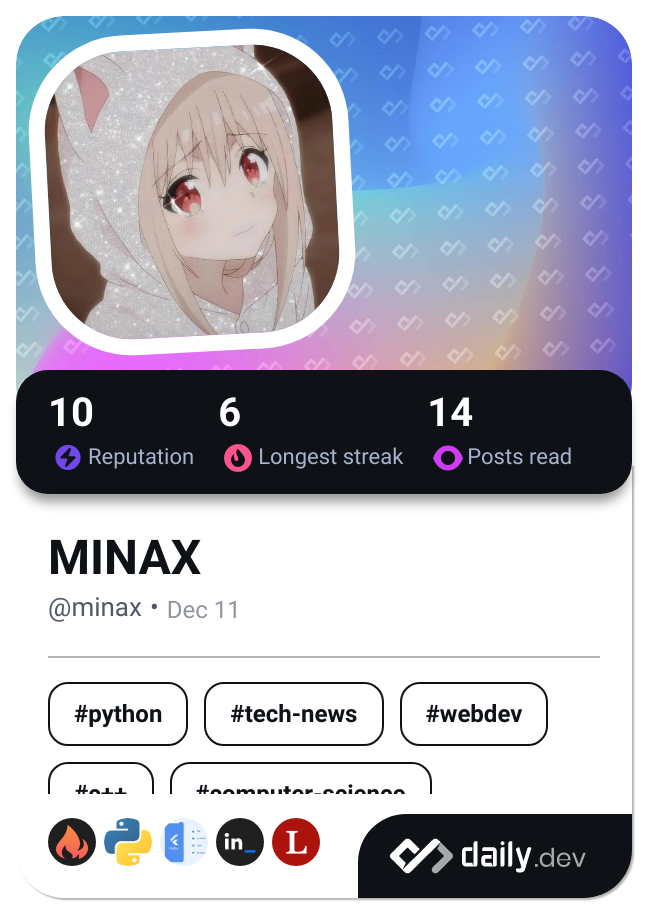 10 6 14
Reputation Longest streak Posts read
MINAX
@minax • Dec 11
#python #tech-news #webdev
#c++ #computer-science
in_ L
daily.dev